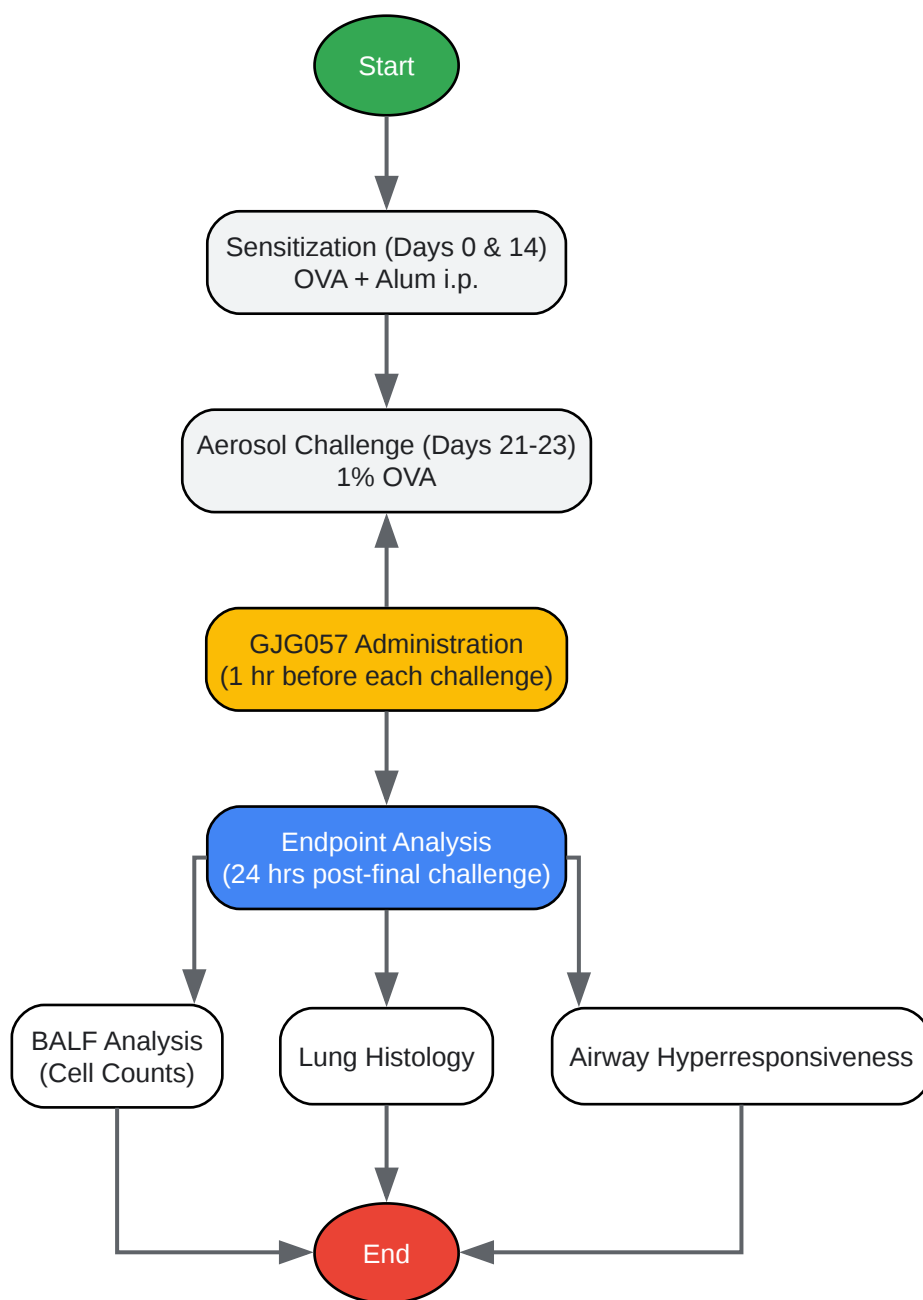 Start
Sensitization (Days 0 & 14)
OVA + Alum i.p.
Aerosol Challenge (Days 21-23)
1% OVA
GJG057 Administration
(1 hr before each challenge)
Endpoint Analysis
(24 hrs post-final challenge)
BALF Analysis
(Cell Counts)
Lung Histology
Airway Hyperresponsiveness
End